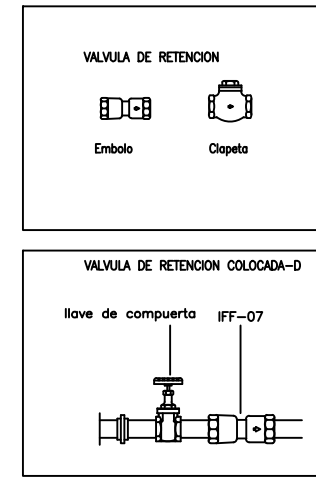 VALVULA DE RETENCION
Embolo Clapeta
VALVULA DE RETENCION COLOCADA-D
llave de compuerta IFF-07